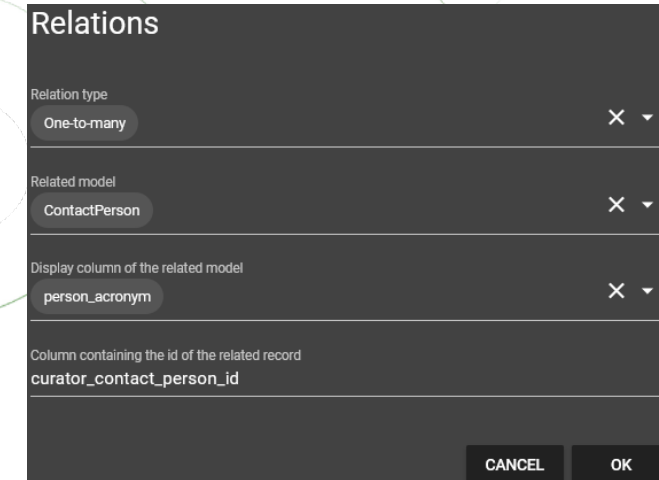 Relations
Relation type
One-to-many
Related model
ContactPerson
Display column of the related model
person_acronym
Column containing the id of the related record
curator_contact_person_id
CANCEL OK